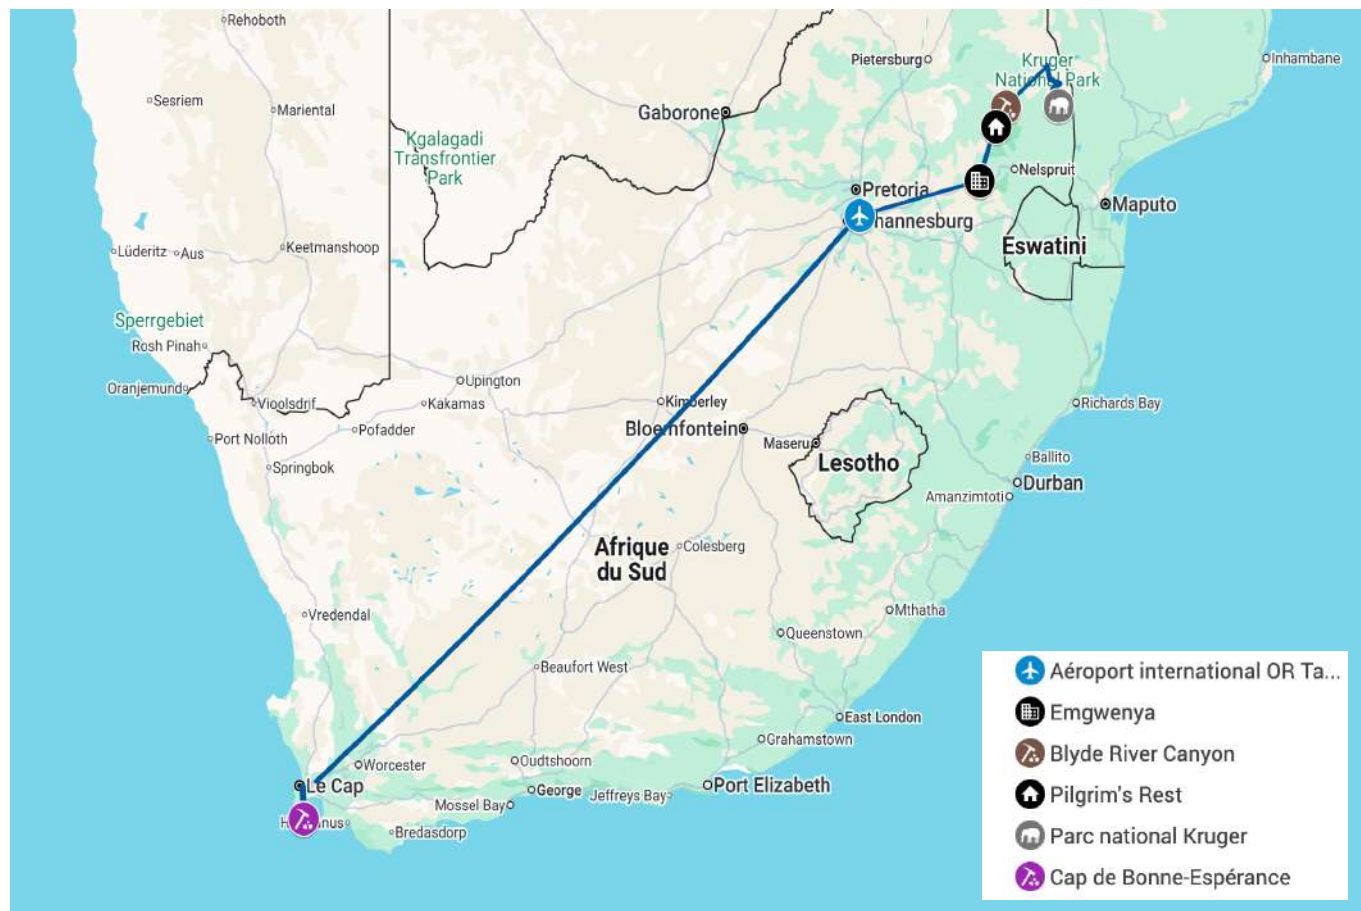 Rehoboth
Pietersburg
Kruger
National Park
Inhambane
Sesriem
Mariental
Gaborone
Kgalagadi
Transfrontier
Park
Nelspruit
Pretoria
Maputo
hannesburg
Lüderitz
Aus
Keetmanshoop
Eswatini
Sperrgebiet
Rosh Pinah
Oranjemund
Vioolsdrif
Upington
Kakamas
Kimberley
Richards Bay
Port Nolloth
Pofadder
Bloemfontein
Maseru
Springbok
Lesotho
Ballito
Durban
Amanzimtoti
Afrique
du Sud
Colesberg
Vredendal
Mthatha
Queenstown
Beaufort West
East London
Grahamstown
Worcester
Oudtshoorn
Le Cap
George
Jeffreys Bay
Port Elizabeth
Mossel Bay
H
nus
Bredasdorp
Aéroport international OR Ta...
Emgwenya
Blyde River Canyon
Pilgrim's Rest
Parc national Kruger
Cap de Bonne-Espérance